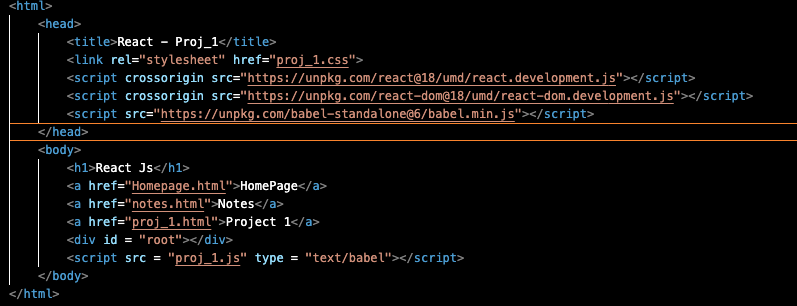 <html>
<head>
<title>React - Proj_1</title>
<link rel="stylesheet" href="proj_1.css">
<script crossorigin src="https://unpkg.com/react@18/umd/react.development.js"></script>
<script crossorigin src="https://unpkg.com/react-dom@18/umd/react-dom.development.js"></script>
<script src="https://unpkg.com/babel-standalone@6/babel.min.js"></script>
</head>
<body>
<h1>React Js</h1>
<a href="Homepage.html">HomePage</a>
<a href="notes.html">Notes</a>
<a href="proj_1.html">Project 1</a>
<div id = "root"></div>
<script src = "proj_1.js" type = "text/babel"></script>
</body>
</html>